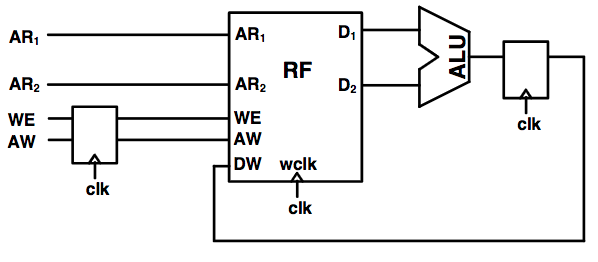 AR₁ AR₁ D₁
RF ALU
AR₂ AR₂ D₂
WE WE
AW AW
DW wclk
clk
clk
clk